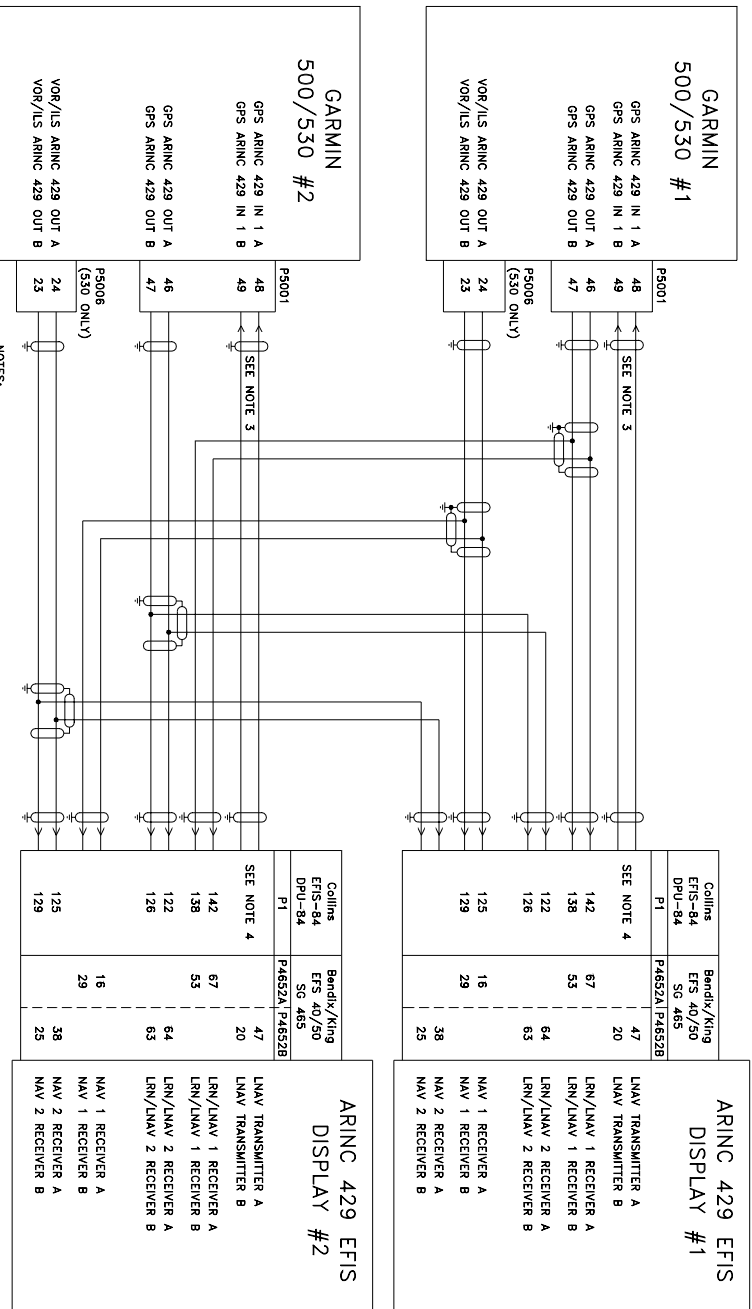 GARMIN
500/530 #1
GPS ARINC 429 IN 1 A
GPS ARINC 429 IN 1 B
GPS ARINC 429 OUT A
GPS ARINC 429 OUT B
VOR/ILS ARINC 429 OUT A
VOR/ILS ARINC 429 OUT B
P5001
48
49
46
47
P5006
(530 ONLY)
24
23
SEE NOTE 3
Collins
EFIS-84
DPU-84
P1
SEE NOTE 4
142
138
122
126
125
129
Bendix/King
EFS 40/50
SG 465
P4652A P4652B
47
20
67
53
64
63
16
29
38
25
ARINC 429 EFIS
DISPLAY #1
LNAV TRANSMITTER A
LNAV TRANSMITTER B
LRN/LNAV 1 RECEIVER A
LRN/LNAV 1 RECEIVER B
LRN/LNAV 2 RECEIVER A
LRN/LNAV 2 RECEIVER B
NAV 1 RECEIVER A
NAV 1 RECEIVER B
NAV 2 RECEIVER A
NAV 2 RECEIVER B
GARMIN
500/530 #2
GPS ARINC 429 IN 1 A
GPS ARINC 429 IN 1 B
GPS ARINC 429 OUT A
GPS ARINC 429 OUT B
VOR/ILS ARINC 429 OUT A
VOR/ILS ARINC 429 OUT B
P5001
48
49
46
47
P5006
(530 ONLY)
24
23
SEE NOTE 3
Collins
EFIS-84
DPU-84
P1
SEE NOTE 4
142
138
122
126
125
129
Bendix/King
EFS 40/50
SG 465
P4652A P4652B
47
20
67
53
64
63
16
29
38
25
ARINC 429 EFIS
DISPLAY #2
LNAV TRANSMITTER A
LNAV TRANSMITTER B
LRN/LNAV 1 RECEIVER A
LRN/LNAV 1 RECEIVER B
LRN/LNAV 2 RECEIVER A
LRN/LNAV 2 RECEIVER B
NAV 1 RECEIVER A
NAV 1 RECEIVER B
NAV 2 RECEIVER A
NAV 2 RECEIVER B
NOTES: